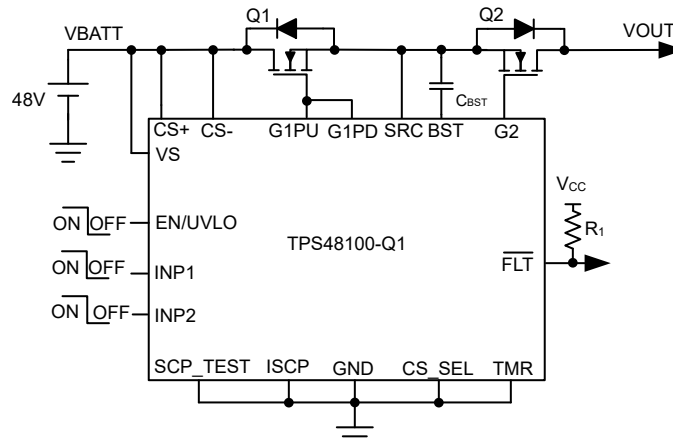 Q1
Q2
VBATT
VOUT
48V
CBST
CS+
CS-
G1PU
G1PD
SRC
BST
G2
VS
VCC
ON OFF
EN/UVLO
R1
TPS48100-Q1
FLT
ON OFF
INP1
ON OFF
INP2
SCP_TEST
ISCP
GND
CS_SEL
TMR